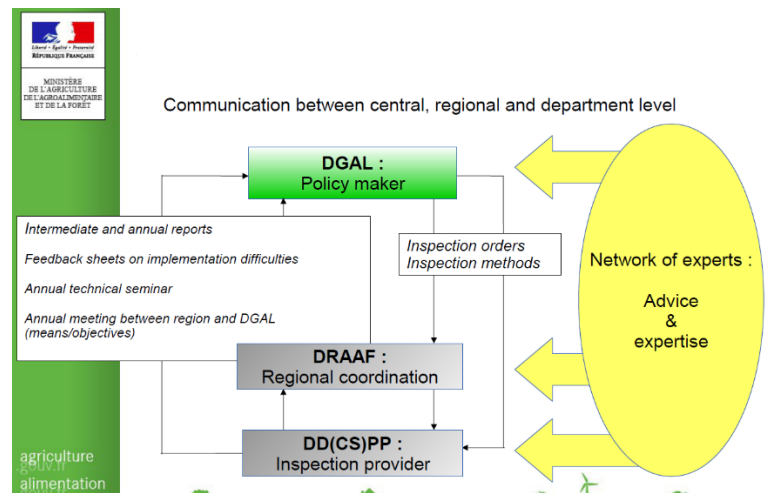 Liberté • Égalité • Fraternité
RÉPUBLIQUE FRANÇAISE
MINISTÈRE
DE L'AGRICULTURE
DE L'AGROALIMENTAIRE
ET DE LA FORÊT
Communication between central, regional and department level
DGAL :
Policy maker
Intermediate and annual reports
Feedback sheets on implementation difficulties
Annual technical seminar
Annual meeting between region and DGAL
(means/objectives)
Inspection orders
Inspection methods
Network of experts :
Advice
&
expertise
DRAAF :
Regional coordination
DD(CS)PP :
Inspection provider
agriculture
.gouv.fr
alimentation